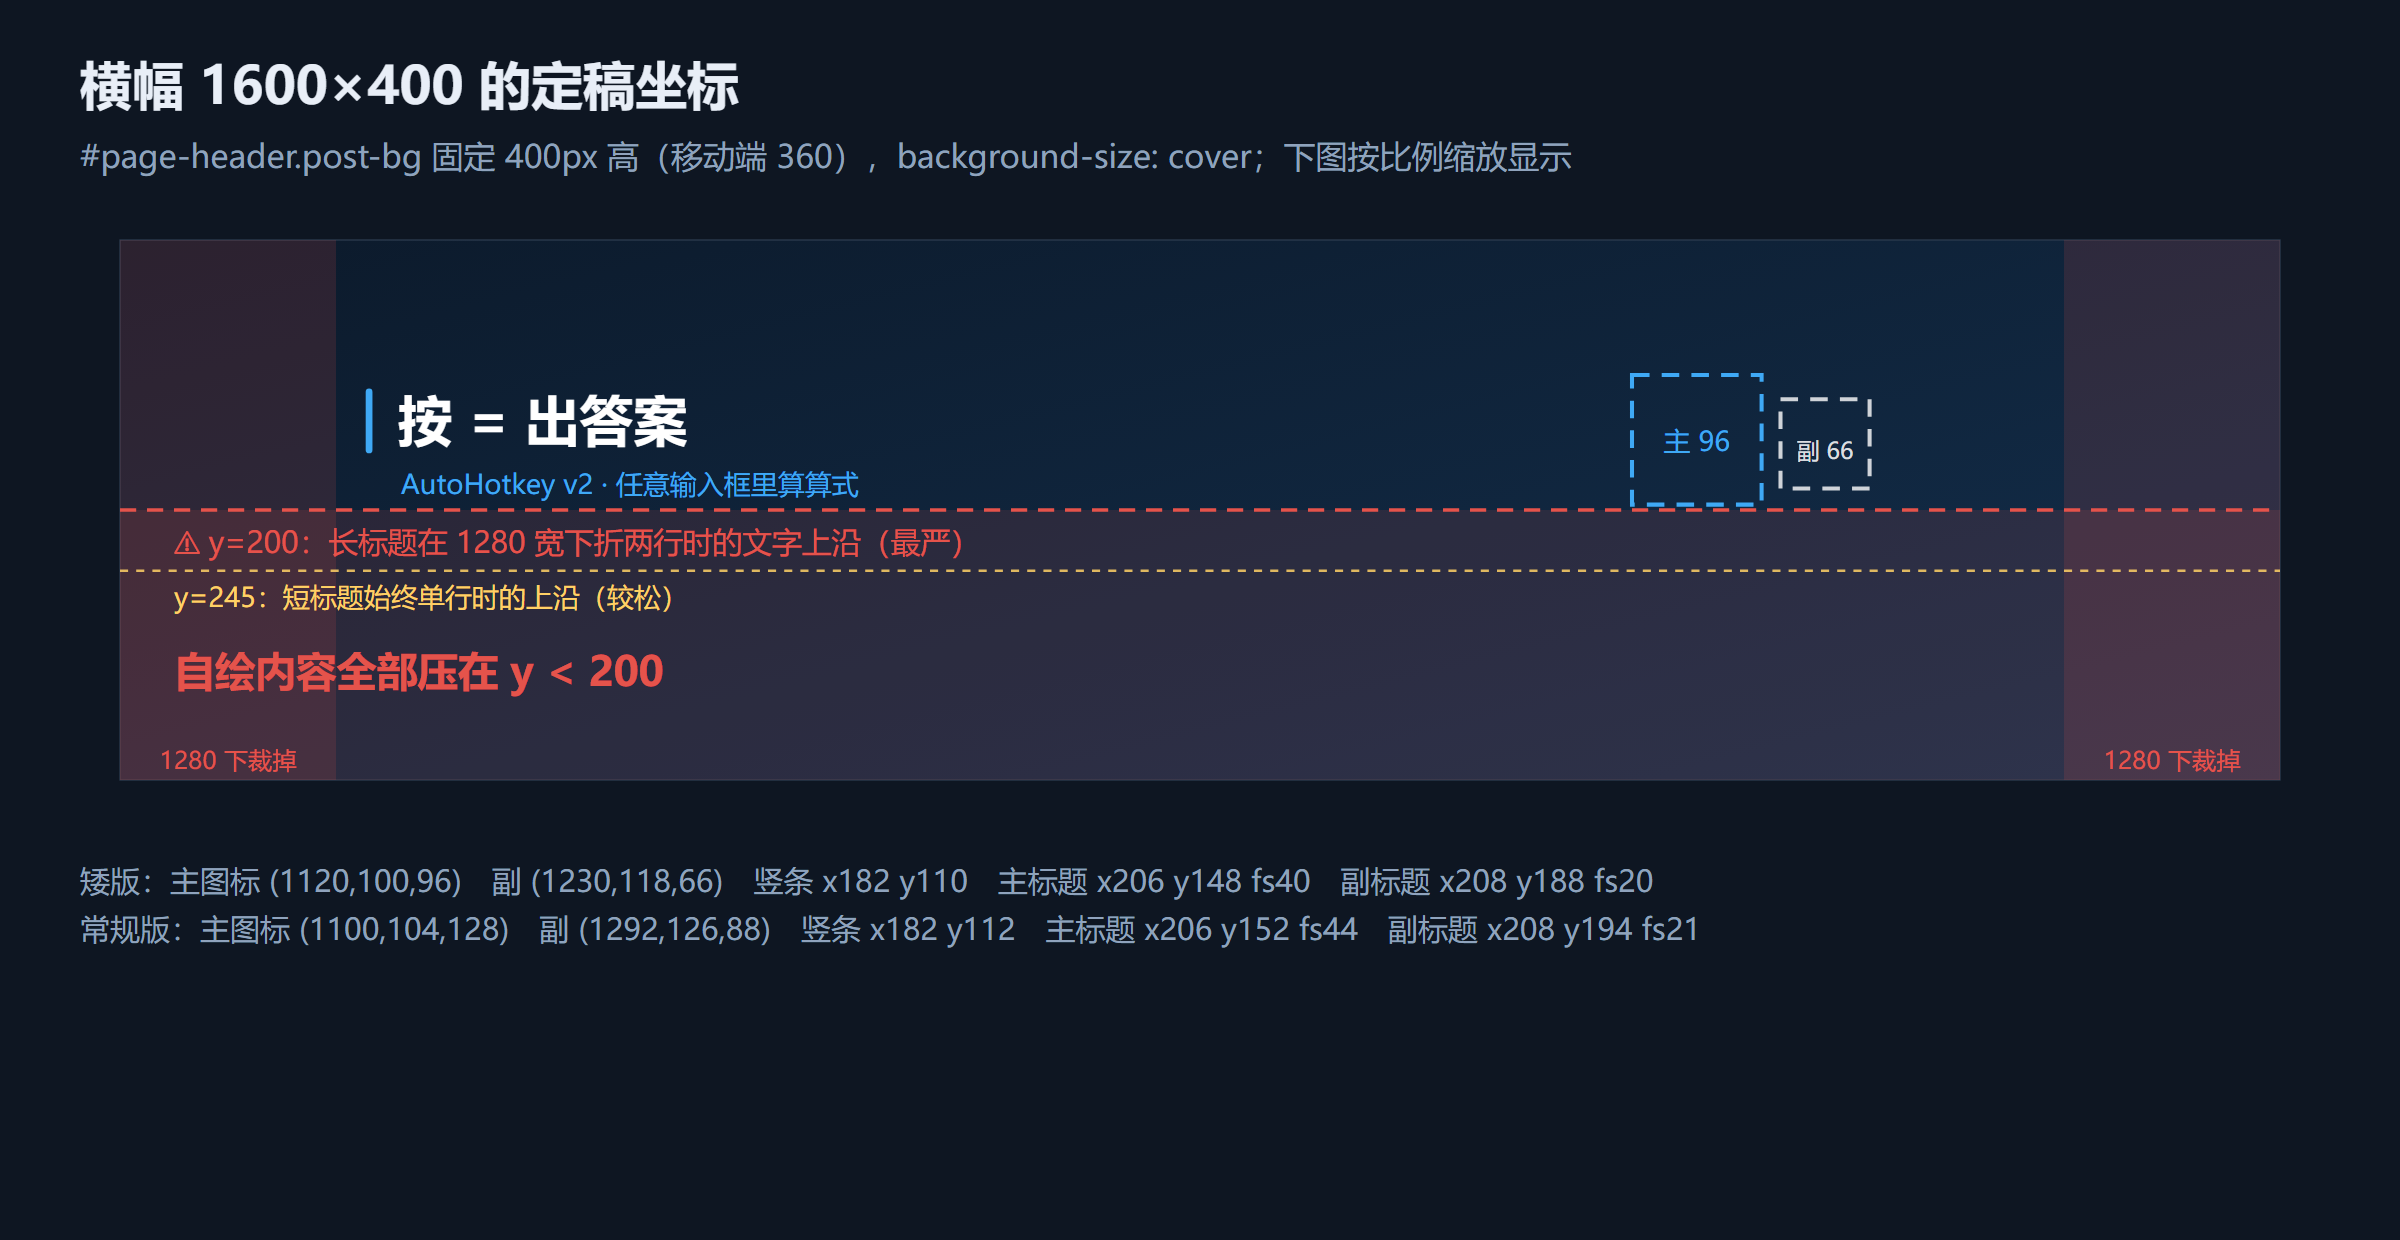 横幅 1600×400 的定稿坐标
#page-header.post-bg 固定 400px 高（移动端 360），background-size: cover；下图按比例缩放显示
按 = 出答案
AutoHotkey v2 · 任意输入框里算算式
主 96
副 66
⚠ y=200：长标题在 1280 宽下折两行时的文字上沿（最严）
y=245：短标题始终单行时的上沿（较松）
自绘内容全部压在 y < 200
1280 下裁掉
1280 下裁掉
矮版：主图标 (1120,100,96) 副 (1230,118,66) 竖条 x182 y110 主标题 x206 y148 fs40 副标题 x208 y188 fs20
常规版：主图标 (1100,104,128) 副 (1292,126,88) 竖条 x182 y112 主标题 x206 y152 fs44 副标题 x208 y194 fs21